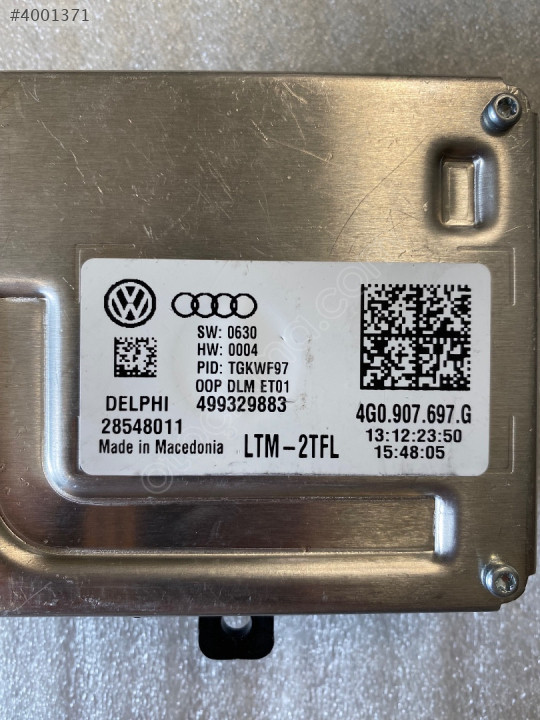 #4001371
SW: 0630
HW: 0004
PID: TGKWF97
OOP DLM ET01
DELPHI 499329883
28548011
Made in Macedonia LTM-2TFL
4G0.907.697.G
13:12:23:50
15:48:05